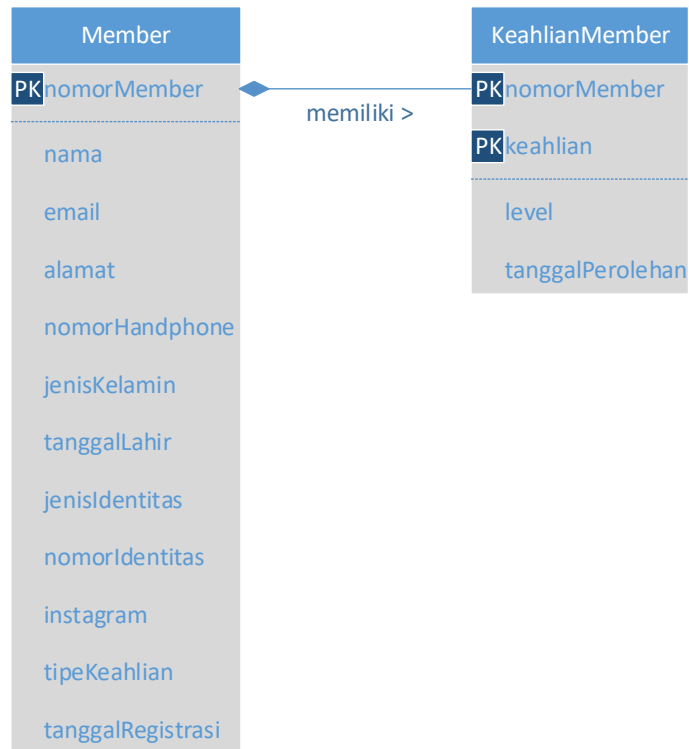 Member
PK nomorMember
nama
email
alamat
nomorHandphone
jenisKelamin
tanggalLahir
jenisIdentitas
nomorIdentitas
instagram
tipeKeahlian
tanggalRegistrasi
memiliki >
KeahlianMember
PK nomorMember
PK keahlian
level
tanggalPerolehan